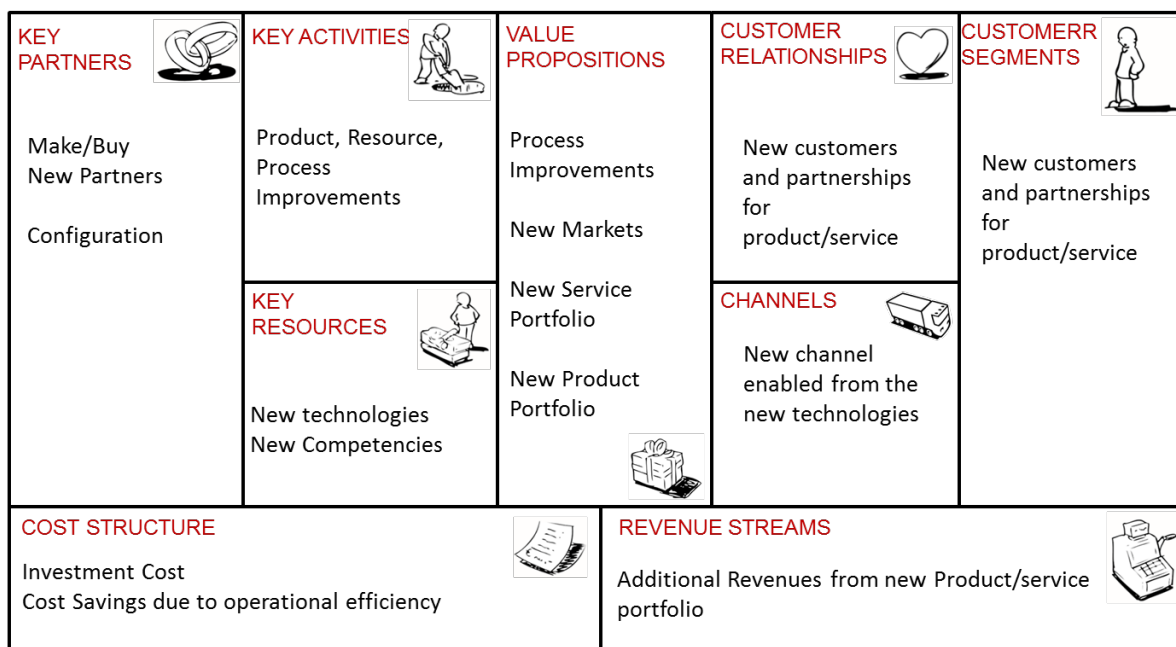 KEY
PARTNERS
Make/Buy
New Partners
Configuration
KEY ACTIVITIES
Product, Resource,
Process
Improvements
KEY
RESOURCES
New technologies
New Competencies
VALUE
PROPOSITIONS
Process
Improvements
New Markets
New Service
Portfolio
New Product
Portfolio
CUSTOMER
RELATIONSHIPS
New customers
and partnerships
for
product/service
CHANNELS
New channel
enabled from the
new technologies
CUSTOMERR
SEGMENTS
New customers
and partnerships
for
product/service
COST STRUCTURE
Investment Cost
Cost Savings due to operational efficiency
REVENUE STREAMS
Additional Revenues from new Product/service
portfolio